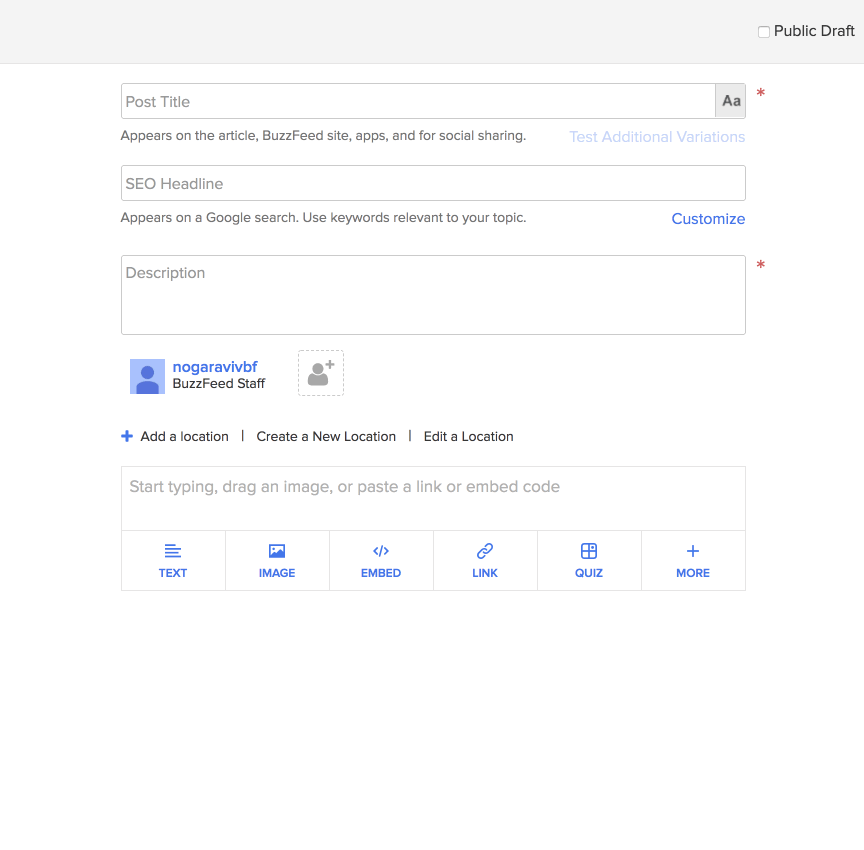 Public Draft
Post Title Aa *
Appears on the article, BuzzFeed site, apps, and for social sharing. Test Additional Variations
SEO Headline
Appears on a Google search. Use keywords relevant to your topic. Customize
Description *
nogaravivbf
BuzzFeed Staff
+ Add a location | Create a New Location | Edit a Location
Start typing, drag an image, or paste a link or embed code
TEXT IMAGE EMBED LINK QUIZ MORE